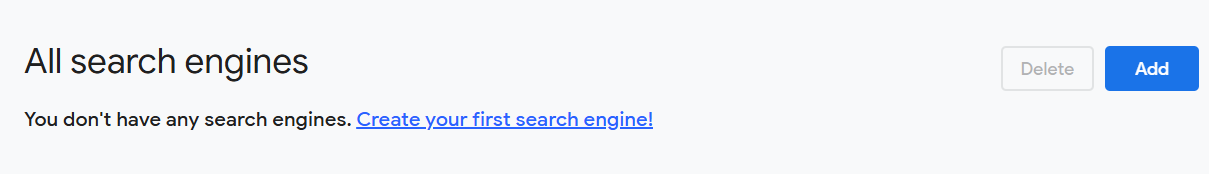 All search engines
Delete
Add
You don't have any search engines. Create your first search engine!